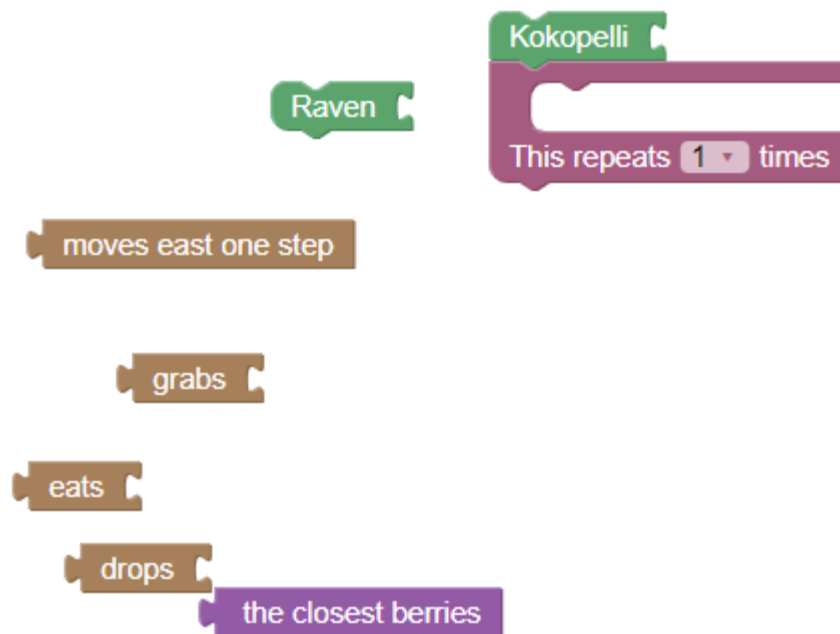 Kokopelli
Raven
This repeats 1 times
moves east one step
grabs
eats
drops
the closest berries